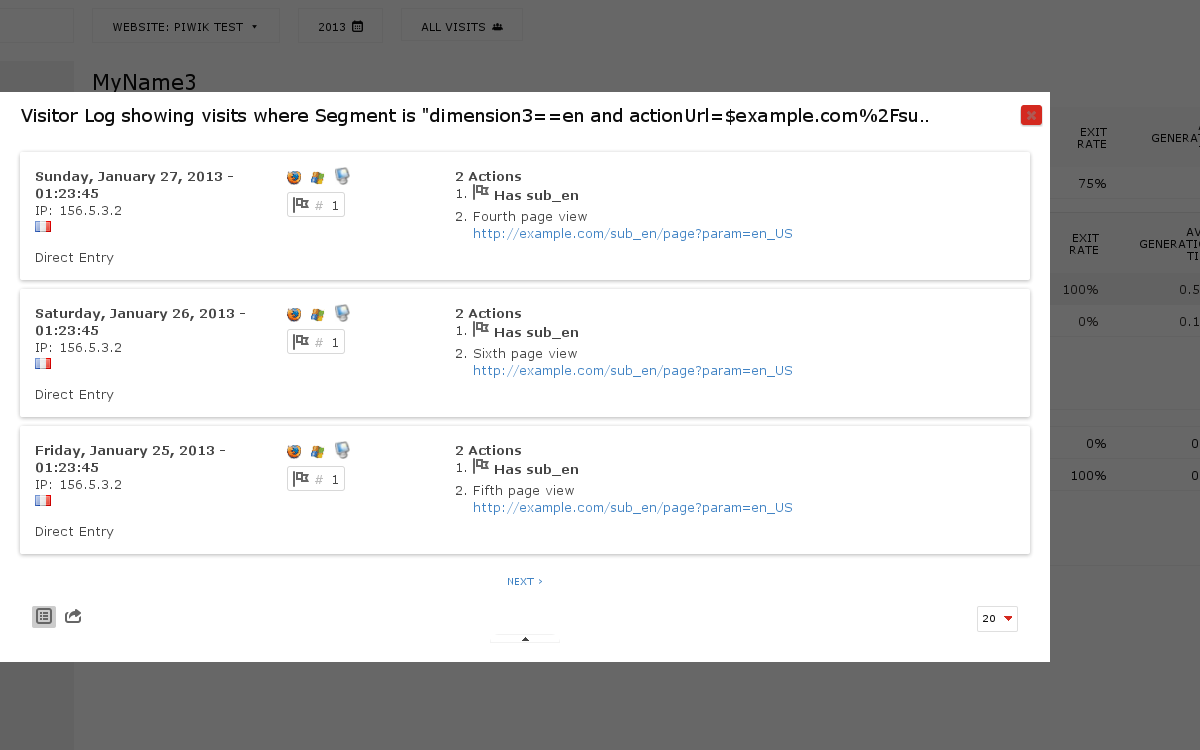 WEBSITE: PIWIK TEST
2013
ALL VISITS
MyName3
Visitor Log showing visits where Segment is "dimension3==en and actionUrl=$example.com%2Fsu..
Sunday, January 27, 2013 -
01:23:45
IP: 156.5.3.2
Direct Entry
# 1
2 Actions
1. Has sub_en
2. Fourth page view
http://example.com/sub_en/page?param=en_US
Saturday, January 26, 2013 -
01:23:45
IP: 156.5.3.2
Direct Entry
# 1
2 Actions
1. Has sub_en
2. Sixth page view
http://example.com/sub_en/page?param=en_US
Friday, January 25, 2013 -
01:23:45
IP: 156.5.3.2
Direct Entry
# 1
2 Actions
1. Has sub_en
2. Fifth page view
http://example.com/sub_en/page?param=en_US
NEXT ›
20
EXIT
RATE
GENERA
75%
EXIT
RATE
AV
GENERATI
TI
100%
0.5
0%
0.1
0%
0
100%
0